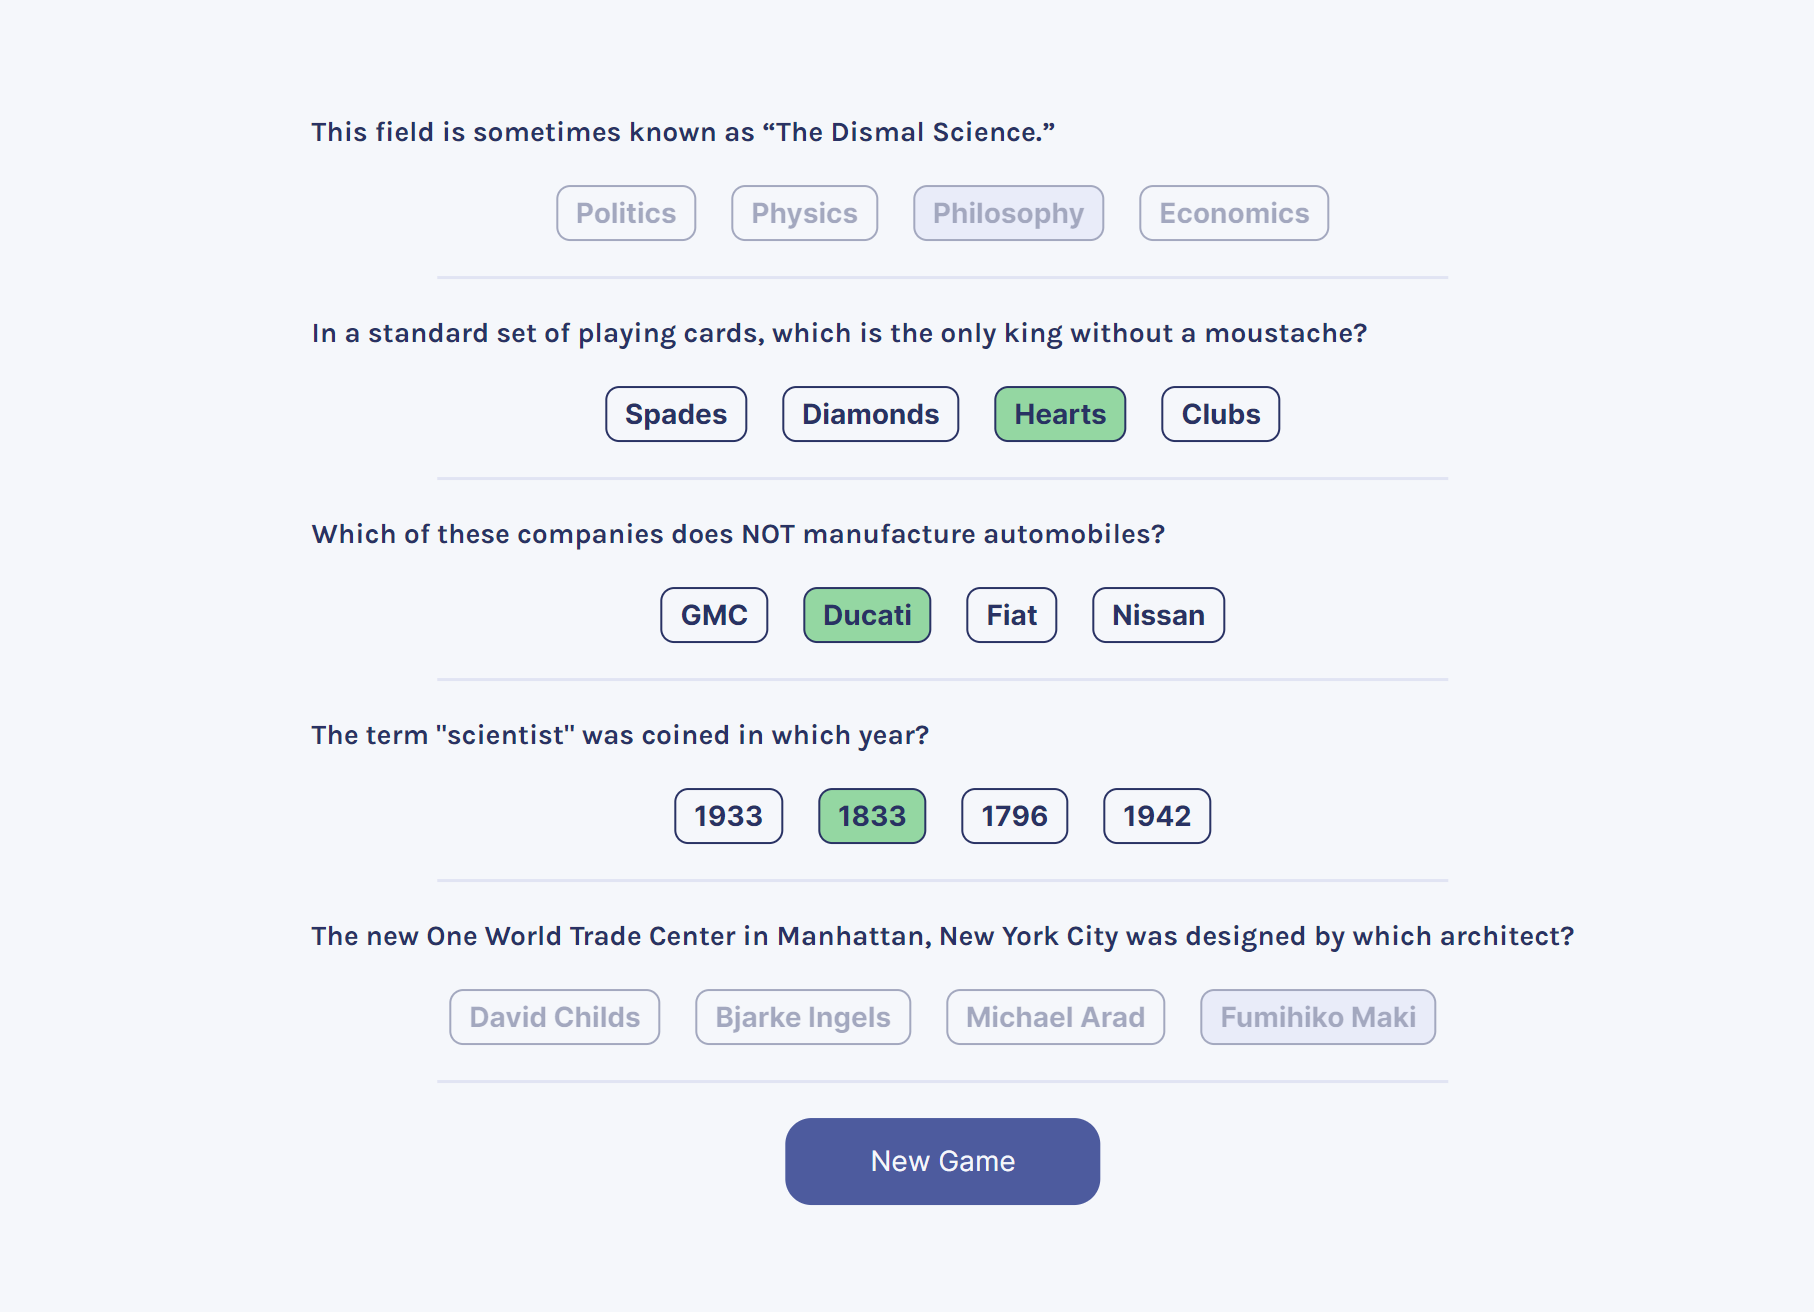 This field is sometimes known as “The Dismal Science.”
Politics Physics Philosophy Economics
In a standard set of playing cards, which is the only king without a moustache?
Spades Diamonds Hearts Clubs
Which of these companies does NOT manufacture automobiles?
GMC Ducati Fiat Nissan
The term "scientist" was coined in which year?
1933 1833 1796 1942
The new One World Trade Center in Manhattan, New York City was designed by which architect?
David Childs Bjarke Ingels Michael Arad Fumihiko Maki
New Game